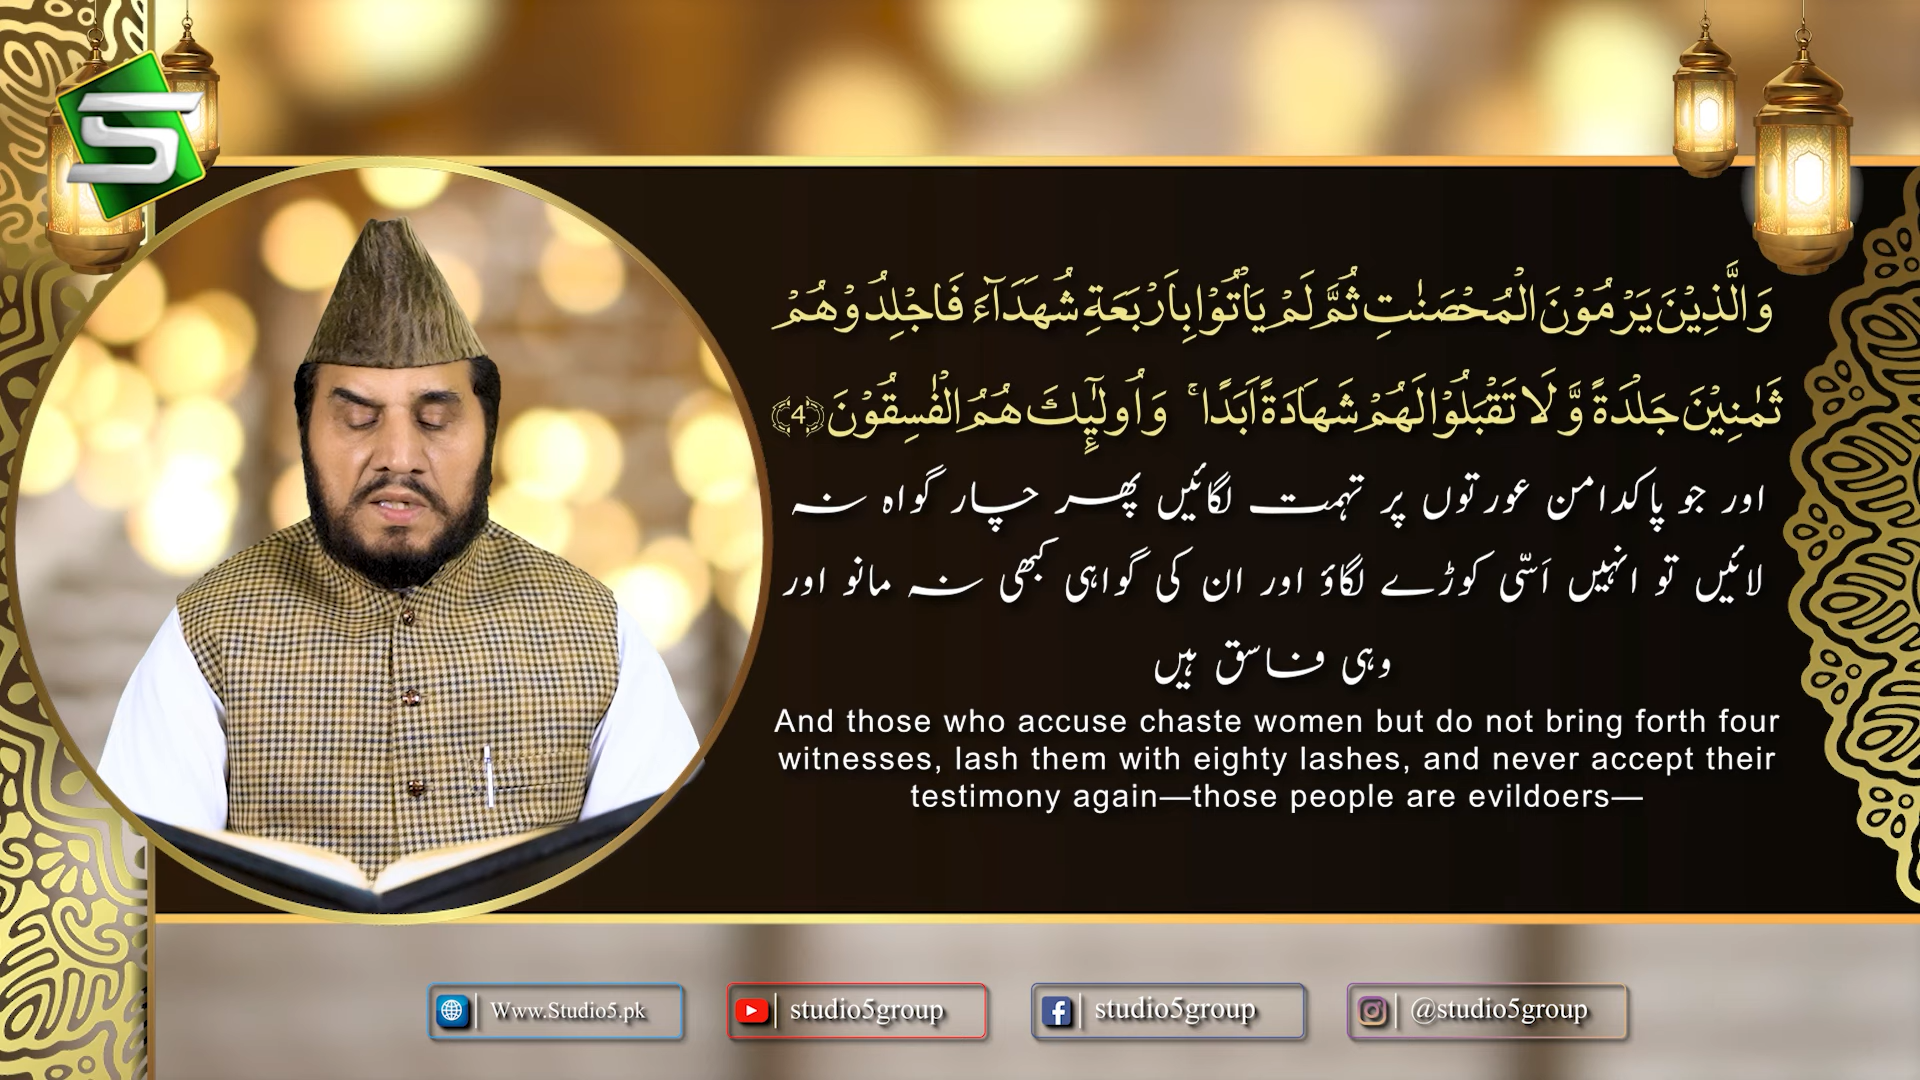 وَالَّذِيْنَ يَرْمُوْنَ الْمُحْصَنٰتِ ثُمَّ لَمْ يَاْتُوْا بِاَرْبَعَةِ شُهَدَآءَ فَاجْلِدُوْهُمْ
ثَمٰنِيْنَ جَلْدَةً وَّ لَا تَقْبَلُوْا لَهُمْ شَهَادَةً اَبَدًاۚ وَ اُولٰٓىِٕكَ هُمُ الْفٰسِقُوْنَ ﴿4﴾
اور جو پاکدامن عورتوں پر تہمت لگائیں پھر چار گواہ نہ
لائیں تو انہیں اَسّی کوڑے لگاؤ اور ان کی گواہی کبھی نہ مانو اور
وہی فاسق ہیں
And those who accuse chaste women but do not bring forth four
witnesses, lash them with eighty lashes, and never accept their
testimony again—those people are evildoers—
Www.Studio5.pk
studio5group
studio5group
@studio5group